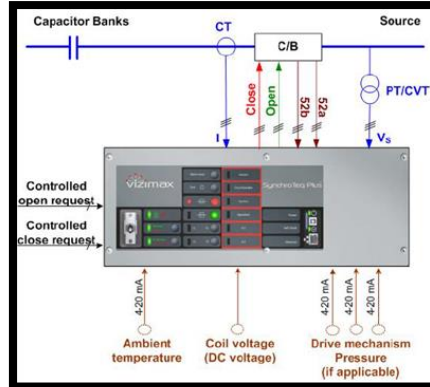 Capacitor Banks
CT
C/B
Source
Close
Open
52b
52a
PT/CVT
I
Vs
vizimax
SynchroTeq Plus
Controlled
open request
Controlled
close request
4-20 mA
4-20 mA
4-20 mA
4-20 mA
Ambient
temperature
Coil voltage
(DC voltage)
Drive mechanism
Pressure
(if applicable)